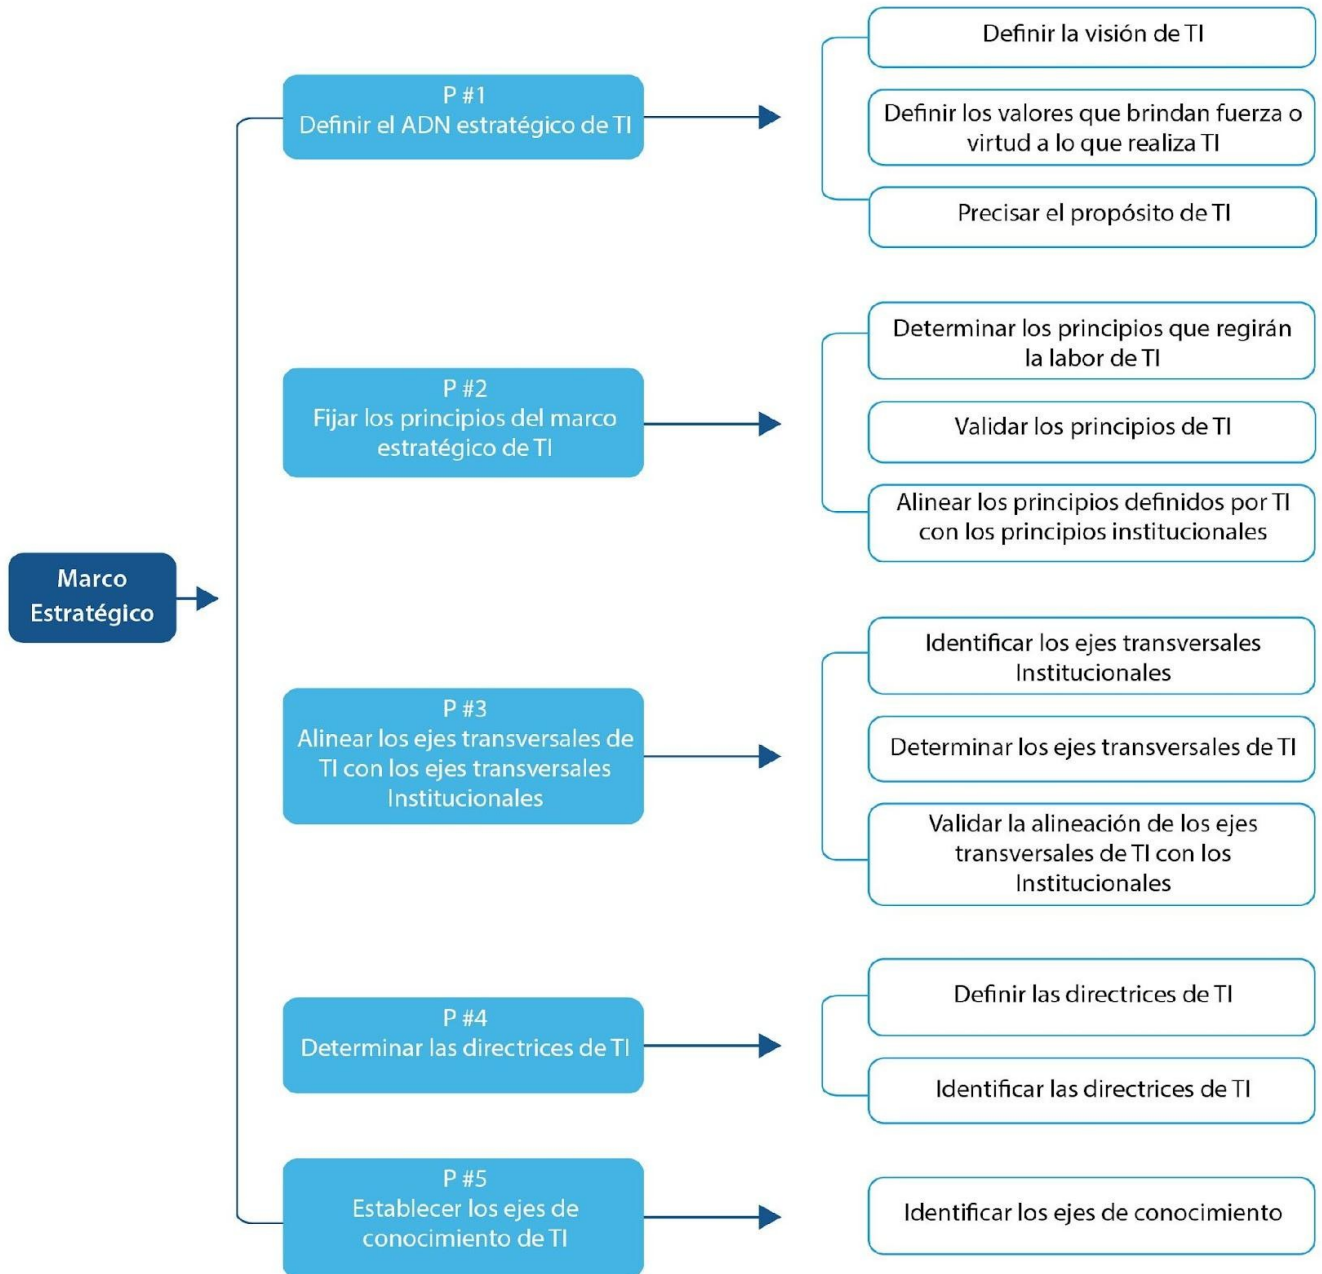 Marco
Estratégico
P #1
Definir el ADN estratégico de TI
Definir la visión de TI
Definir los valores que brindan fuerza o
virtud a lo que realiza TI
Precisar el propósito de TI
P #2
Fijar los principios del marco
estratégico de TI
Determinar los principios que regirán
la labor de TI
Validar los principios de TI
Alinear los principios definidos por TI
con los principios institucionales
P #3
Alinear los ejes transversales de
TI con los ejes transversales
Institucionales
Identificar los ejes transversales
Institucionales
Determinar los ejes transversales de TI
Validar la alineación de los ejes
transversales de TI con los
Institucionales
P #4
Determinar las directrices de TI
Definir las directrices de TI
Identificar las directrices de TI
P #5
Establecer los ejes de
conocimiento de TI
Identificar los ejes de conocimiento